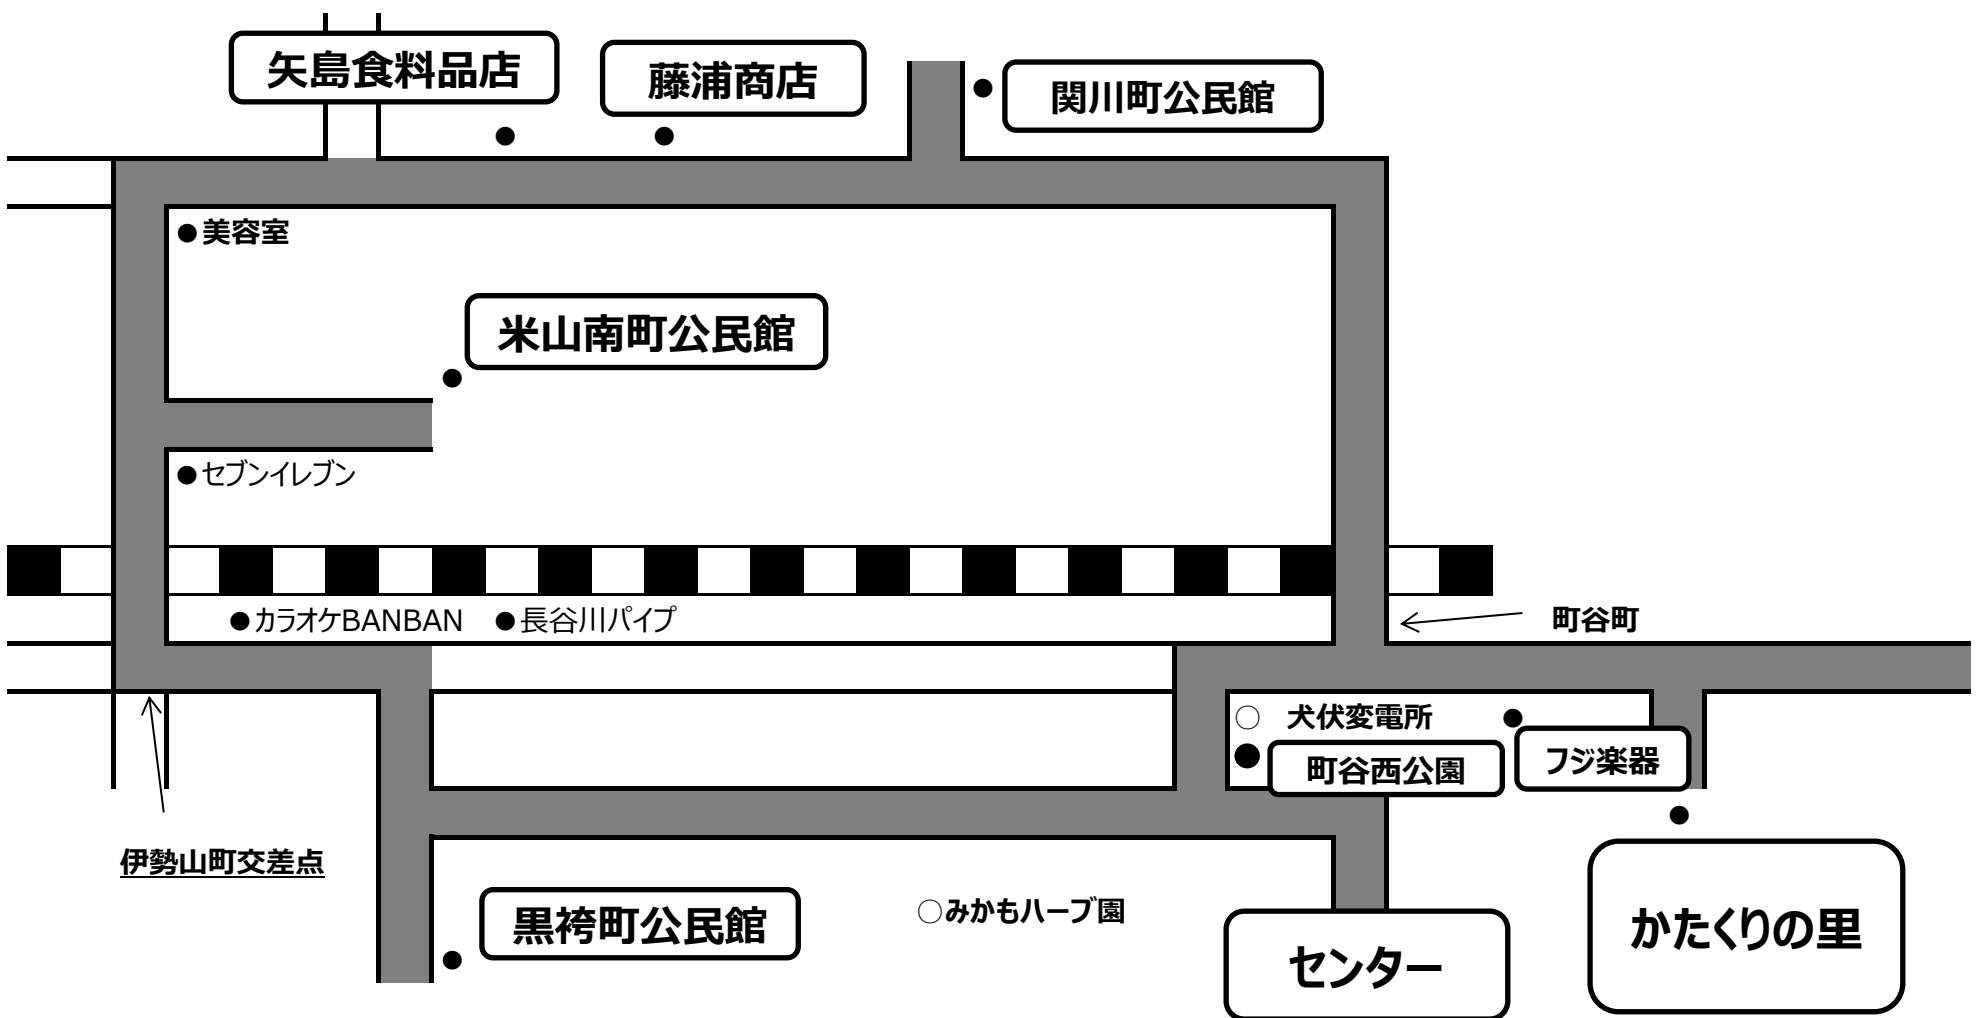 矢島食料品店
藤浦商店
関川町公民館
●美容室
米山南町公民館
●セブンイレブン
●カラオケBANBAN
●長谷川パイプ
町谷町
○ 犬伏変電所
町谷西公園
フジ楽器
伊勢山町交差点
黒袴町公民館
○みかもハーブ園
センター
かたくりの里